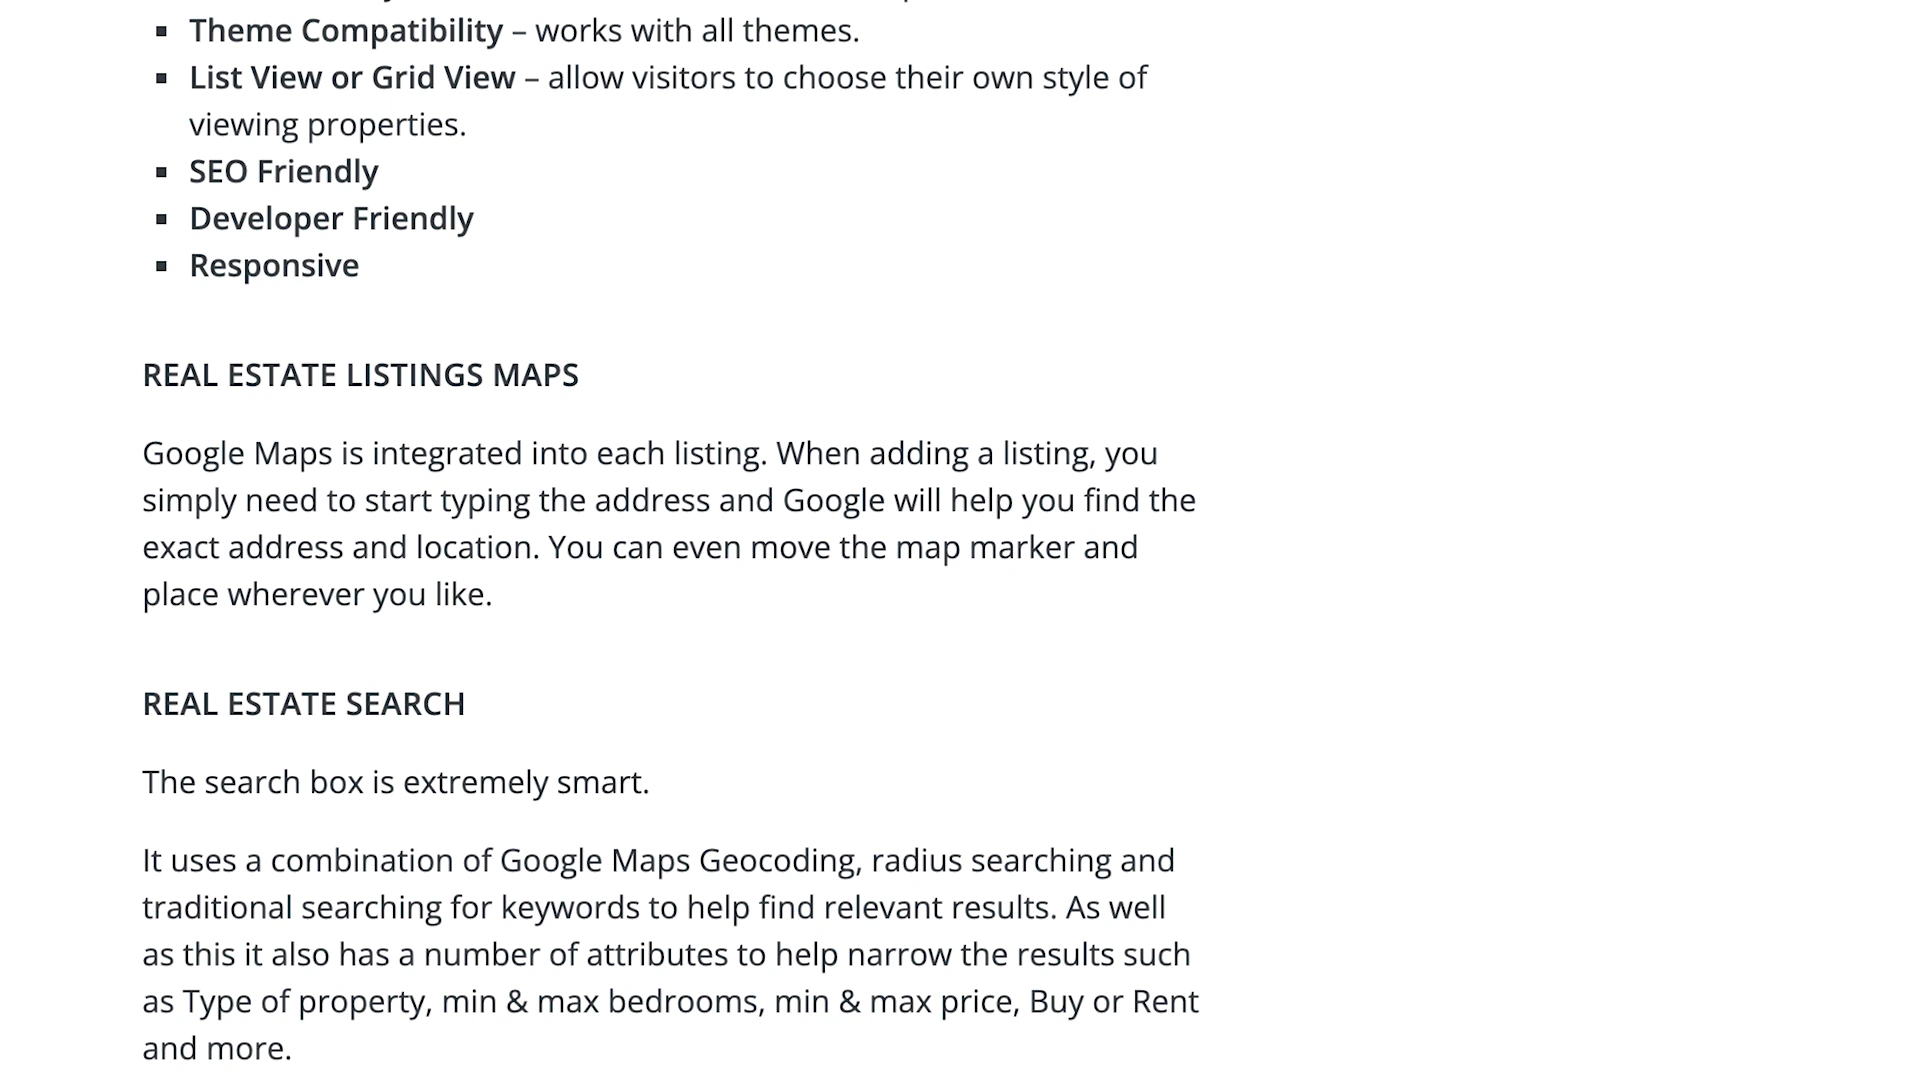 ▪ Theme Compatibility – works with all themes.
▪ List View or Grid View – allow visitors to choose their own style of
viewing properties.
▪ SEO Friendly
▪ Developer Friendly
▪ Responsive
REAL ESTATE LISTINGS MAPS
Google Maps is integrated into each listing. When adding a listing, you
simply need to start typing the address and Google will help you find the
exact address and location. You can even move the map marker and
place wherever you like.
REAL ESTATE SEARCH
The search box is extremely smart.
It uses a combination of Google Maps Geocoding, radius searching and
traditional searching for keywords to help find relevant results. As well
as this it also has a number of attributes to help narrow the results such
as Type of property, min & max bedrooms, min & max price, Buy or Rent
and more.